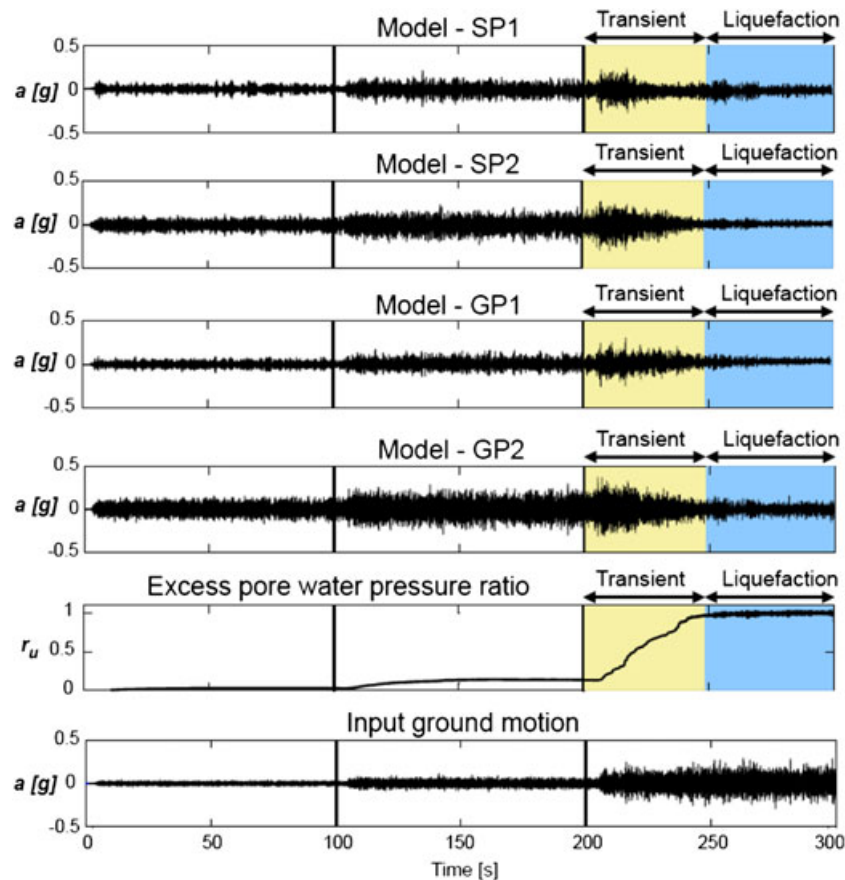 Model - SP1
Transient
Liquefaction
0.5
a [g]
0
-0.5
Model - SP2
Transient
Liquefaction
0.5
a [g]
0
-0.5
Model - GP1
Transient
Liquefaction
0.5
a [g]
0
-0.5
Model - GP2
Transient
Liquefaction
0.5
a [g]
0
-0.5
Excess pore water pressure ratio
Transient
Liquefaction
1
0.5
ru
0
Input ground motion
0.5
a [g]
0
-0.5
0 50 100 150 200 250 300
Time [s]